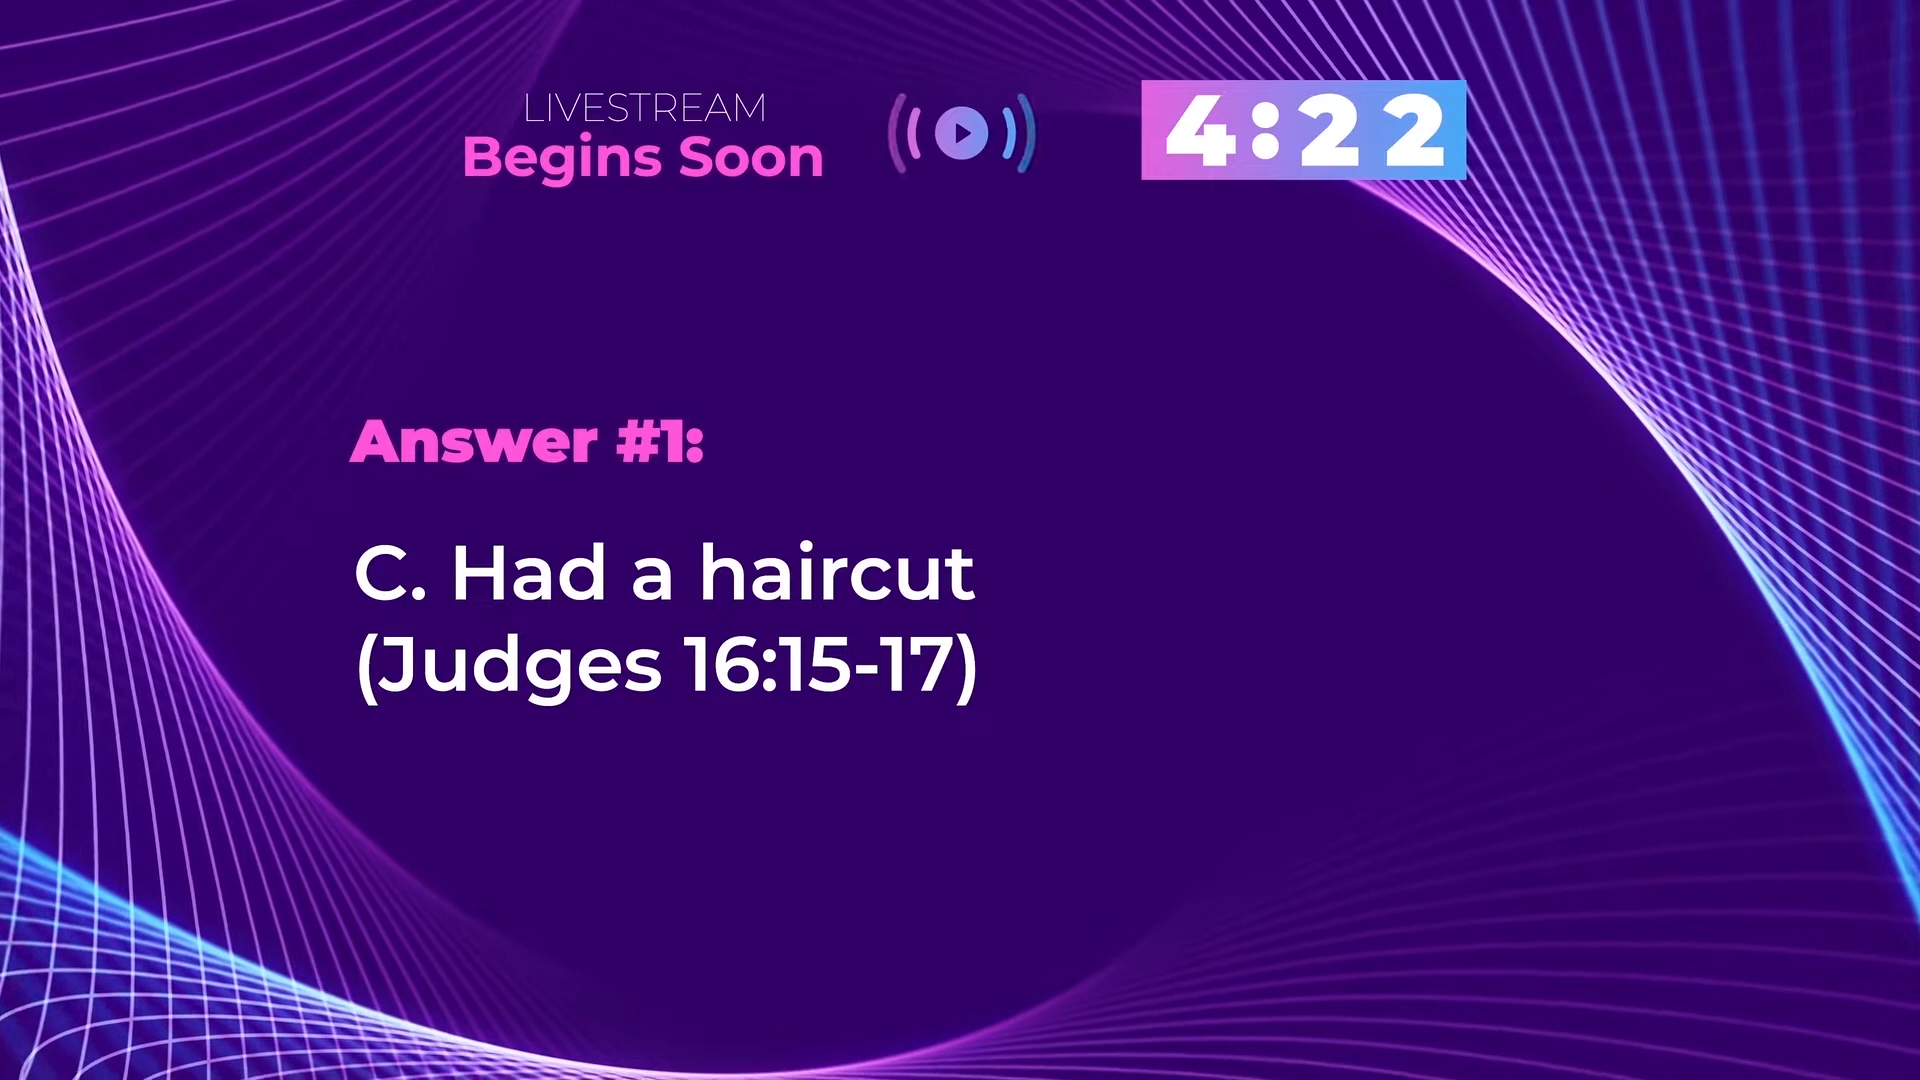 LIVESTREAM
Begins Soon
4:22
Answer #1:
C. Had a haircut
(Judges 16:15-17)